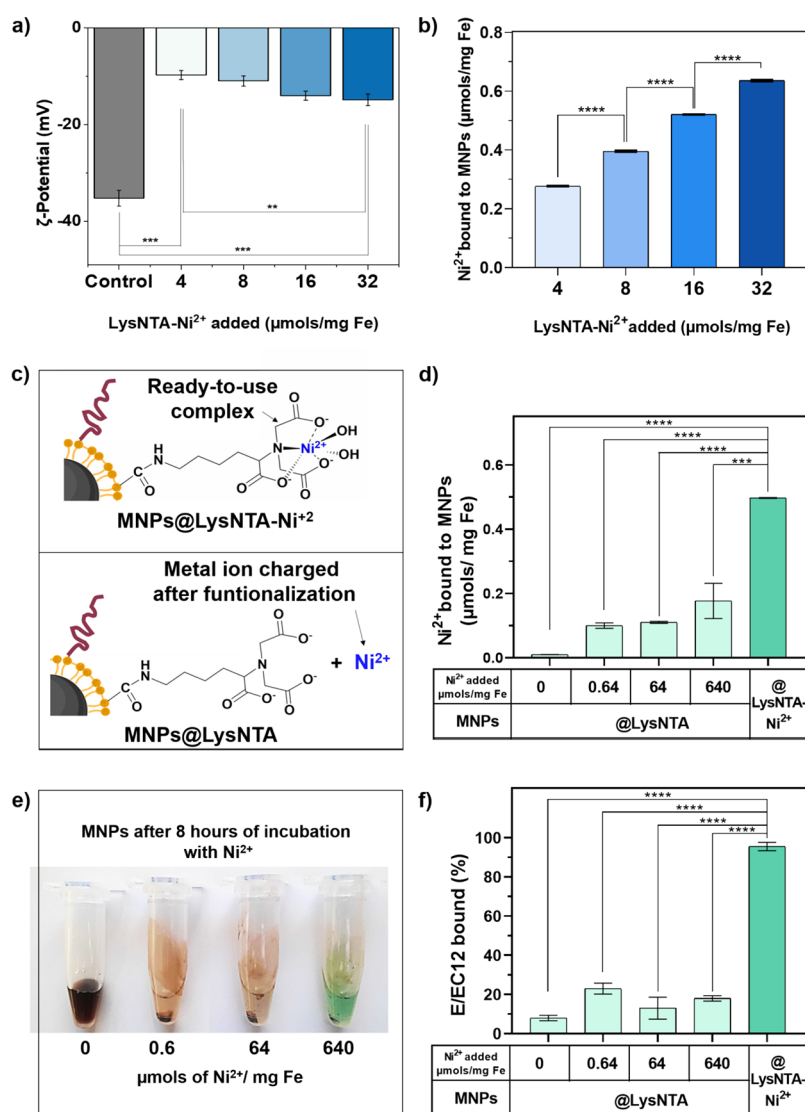 a)
ζ-Potential (mV)
0
-20
-40
***
**
***
Control 4 8 16 32
LysNTA-Ni²⁺ added (µmols/mg Fe)
b)
Ni²⁺bound to MNPs (µmols/mg Fe)
0.8
0.6
0.4
0.2
0.0
****
****
****
4 8 16 32
LysNTA-Ni²⁺added (µmols/mg Fe)
c)
Ready-to-use
complex
O
O⁻
N
Ni²⁺
OH
OH
O
O⁻
O
O⁻
H
N
C
O
MNPs@LysNTA-Ni⁺²
Metal ion charged
after funtionalization
O
O⁻
N
O⁻
O
O
O⁻
H
N
C
O
+ Ni²⁺
MNPs@LysNTA
d)
Ni²⁺bound to MNPs
(µmols/ mg Fe)
0.6
0.4
0.2
0.0
****
****
****
***
Ni²⁺added
µmols/mg Fe
0 0.64 64 640
@
LysNTA-
Ni²⁺
MNPs @LysNTA
e)
MNPs after 8 hours of incubation
with Ni²⁺
0 0.6 64 640
µmols of Ni²⁺/ mg Fe
f)
E/EC12 bound (%)
100
80
60
40
20
0
****
****
****
****
Ni²⁺ added
µmols/mg Fe
0 0.64 64 640
@
LysNTA-
Ni²⁺
MNPs @LysNTA